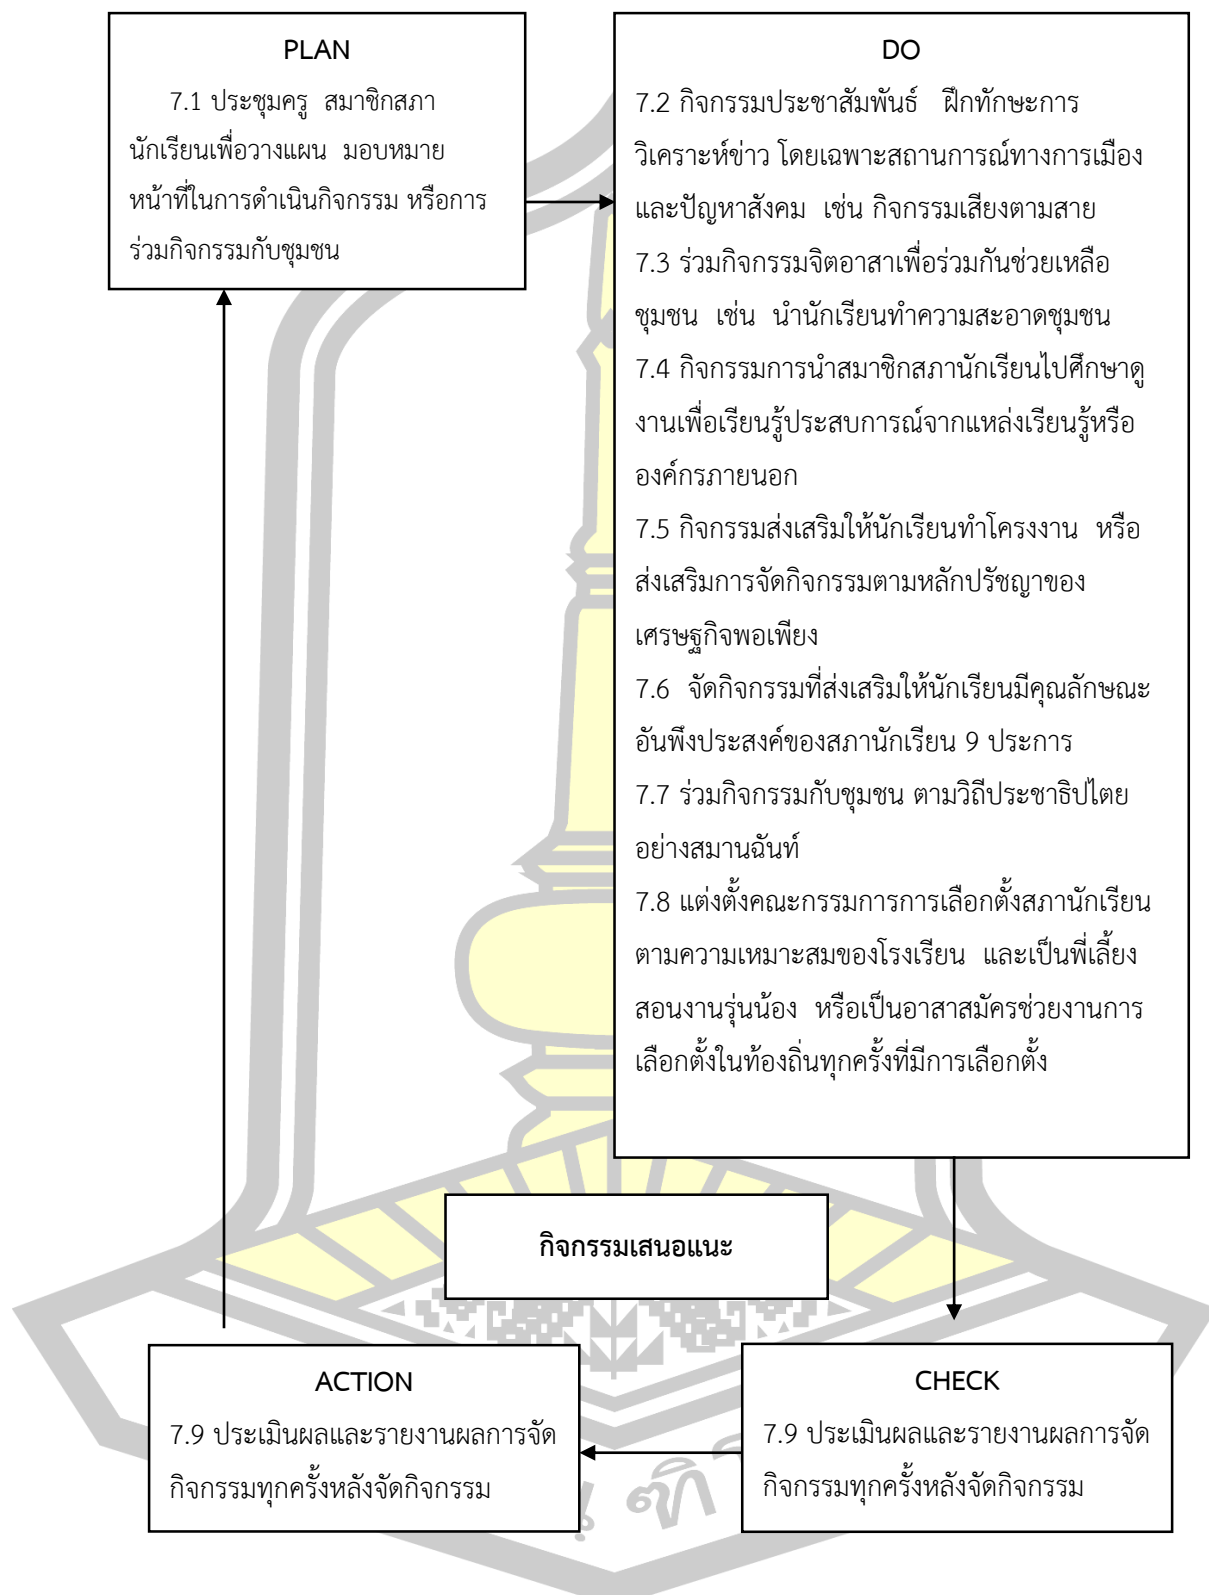 PLAN
7.1 ประชุมครู สมาชิกสภา
นักเรียนเพื่อวางแผน มอบหมาย
หน้าที่ในการดำเนินกิจกรรม หรือการ
ร่วมกิจกรรมกับชุมชน
DO
7.2 กิจกรรมประชาสัมพันธ์ ฝึกทักษะการ
วิเคราะห์ข่าว โดยเฉพาะสถานการณ์ทางการเมือง
และปัญหาสังคม เช่น กิจกรรมเสียงตามสาย
7.3 ร่วมกิจกรรมจิตอาสาเพื่อร่วมกันช่วยเหลือ
ชุมชน เช่น นำนักเรียนทำความสะอาดชุมชน
7.4 กิจกรรมการนำสมาชิกสภานักเรียนไปศึกษาดู
งานเพื่อเรียนรู้ประสบการณ์จากแหล่งเรียนรู้หรือ
องค์กรภายนอก
7.5 กิจกรรมส่งเสริมให้นักเรียนทำโครงงาน หรือ
ส่งเสริมการจัดกิจกรรมตามหลักปรัชญาของ
เศรษฐกิจพอเพียง
7.6 จัดกิจกรรมที่ส่งเสริมให้นักเรียนมีคุณลักษณะ
อันพึงประสงค์ของสภานักเรียน 9 ประการ
7.7 ร่วมกิจกรรมกับชุมชน ตามวิถีประชาธิปไตย
อย่างสมานฉันท์
7.8 แต่งตั้งคณะกรรมการการเลือกตั้งสภานักเรียน
ตามความเหมาะสมของโรงเรียน และเป็นพี่เลี้ยง
สอนงานรุ่นน้อง หรือเป็นอาสาสมัครช่วยงานการ
เลือกตั้งในท้องถิ่นทุกครั้งที่มีการเลือกตั้ง
กิจกรรมเสนอแนะ
ACTION
7.9 ประเมินผลและรายงานผลการจัด
กิจกรรมทุกครั้งหลังจัดกิจกรรม
CHECK
7.9 ประเมินผลและรายงานผลการจัด
กิจกรรมทุกครั้งหลังจัดกิจกรรม